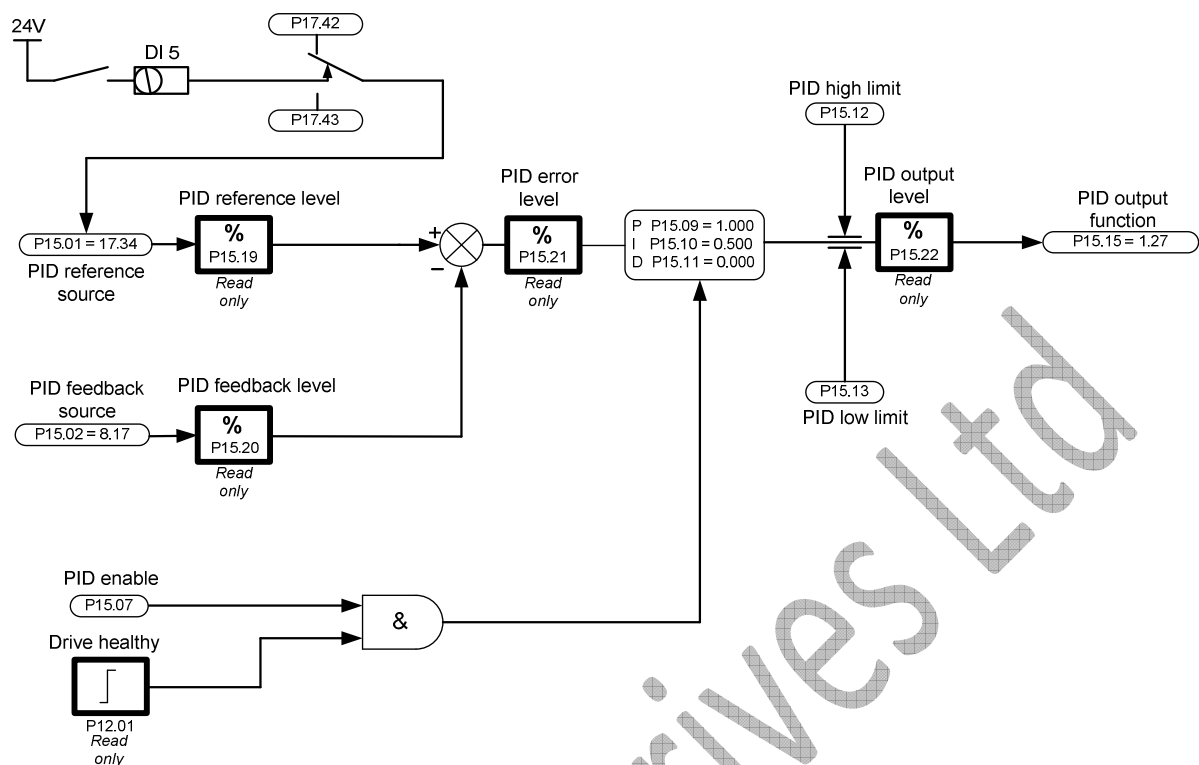 24V
DI 5
P17.42
P17.43
PID high limit
P15.12
PID reference level
PID error
level
PID output
level
PID output
function
P15.01 = 17.34
PID reference
source
%
P15.19
Read
only
+
−
%
P15.21
Read
only
P P15.09 = 1.000
I P15.10 = 0.500
D P15.11 = 0.000
%
P15.22
Read
only
P15.15 = 1.27
PID feedback
source
P15.02 = 8.17
PID feedback level
%
P15.20
Read
only
P15.13
PID low limit
PID enable
P15.07
&
Drive healthy
P12.01
Read
only
rives Ltd